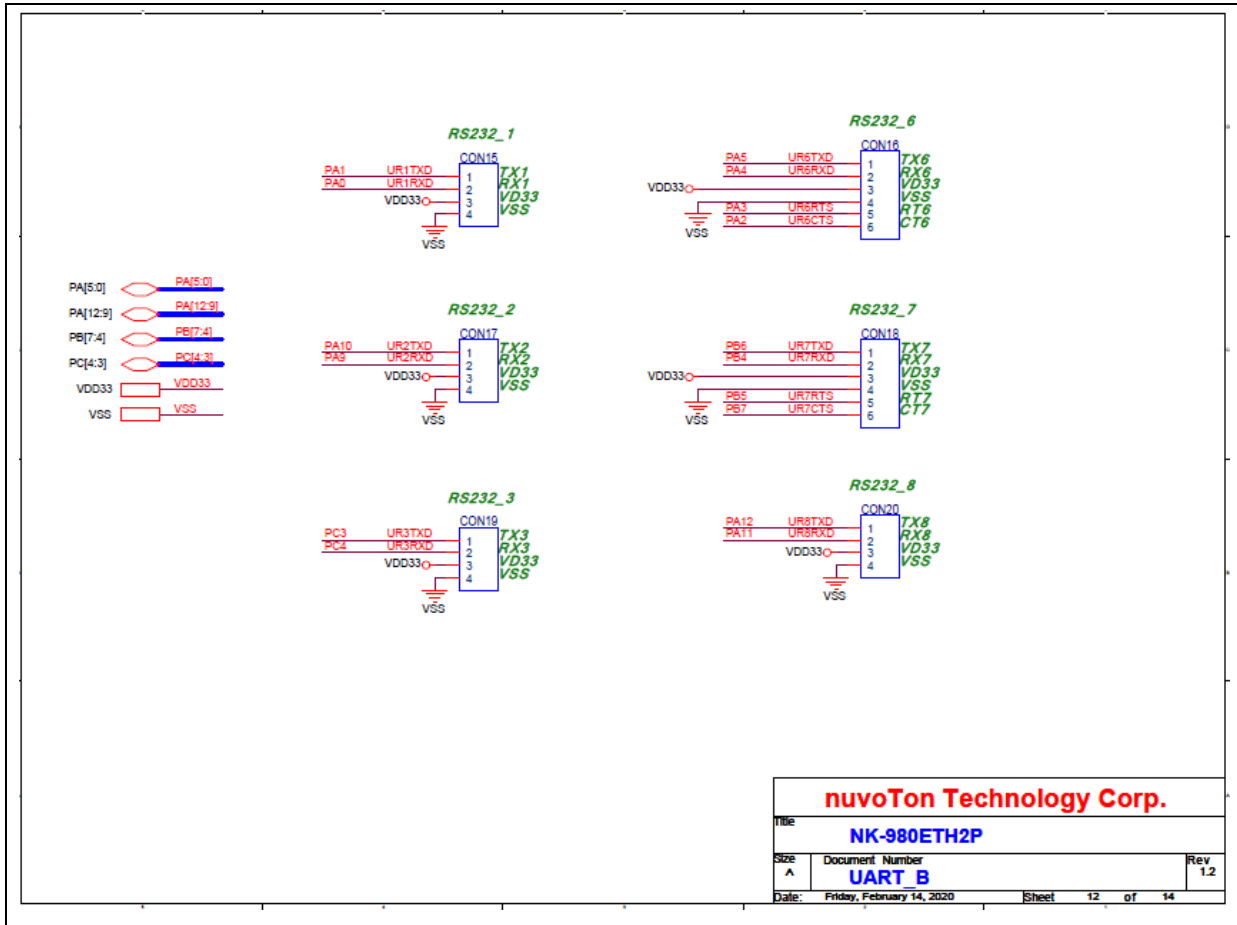 RS232_1
CON15
PA1 UR1TXD 1 TX1
PA0 UR1RXD 2 RX1
VDD33 3 VD33
4 VSS
VSS
RS232_6
CON16
PA5 UR6TXD 1 TX6
PA4 UR6RXD 2 RX6
VDD33 3 VD33
4 VSS
PA3 UR6RTS 5 RT6
PA2 UR6CTS 6 CT6
VSS
PA[5:0] PA[5:0]
PA[12:9] PA[12:9]
PB[7:4] PB[7:4]
PC[4:3] PC[4:3]
VDD33 VDD33
VSS VSS
RS232_2
CON17
PA10 UR2TXD 1 TX2
PA9 UR2RXD 2 RX2
VDD33 3 VD33
4 VSS
VSS
RS232_7
CON18
PB6 UR7TXD 1 TX7
PB4 UR7RXD 2 RX7
VDD33 3 VD33
4 VSS
PB5 UR7RTS 5 RT7
PB7 UR7CTS 6 CT7
VSS
RS232_3
CON19
PC3 UR3TXD 1 TX3
PC4 UR3RXD 2 RX3
VDD33 3 VD33
4 VSS
VSS
RS232_8
CON20
PA12 UR8TXD 1 TX8
PA11 UR8RXD 2 RX8
VDD33 3 VD33
4 VSS
VSS
nuvoTon Technology Corp.
Title
NK-980ETH2P
Size Document Number Rev
A UART_B 1.2
Date: Friday, February 14, 2020 Sheet 12 of 14